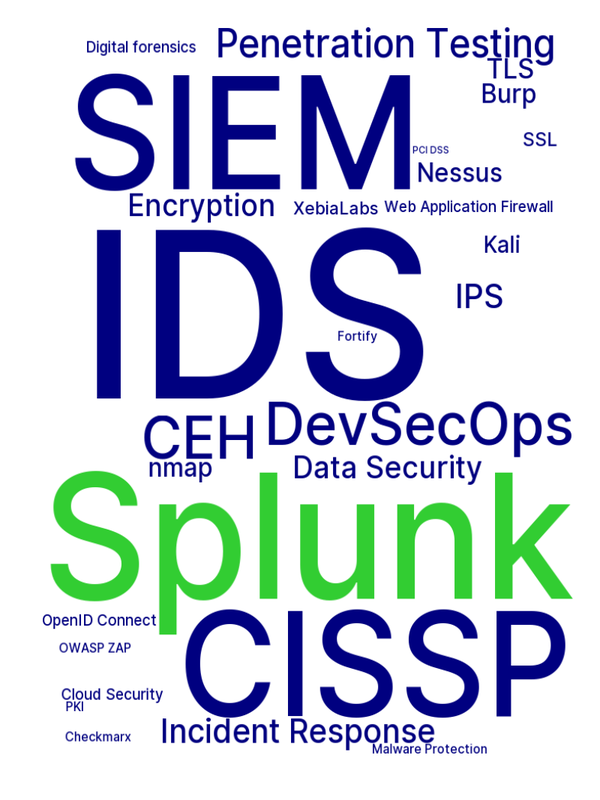 Digital forensics
Penetration Testing
TLS
SIEM
Burp
SSL
PCI DSS
Nessus
Encryption
XebiaLabs
Web Application Firewall
IDS
Kali
IPS
Fortify
DevSecOps
CEH
nmap
Data Security
Splunk
OpenID Connect
CISSP
OWASP ZAP
Cloud Security
PKI
Incident Response
Checkmarx
Malware Protection